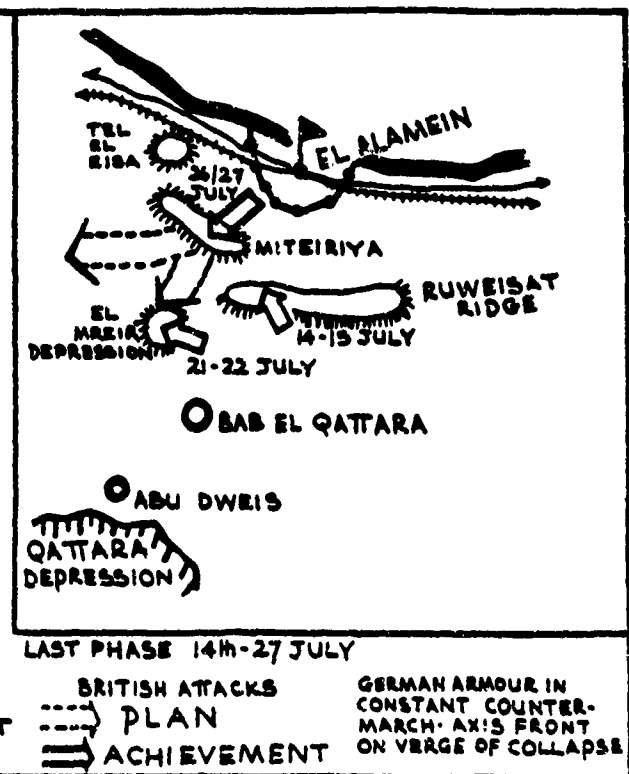 TEL
EL
EISA
26/27
JULY
EL ALAMEIN
MITEIRIYA
RUWEISAT
RIDGE
EL
MREIR
DEPRESSION
14-15 JULY
21-22 JULY
BAB EL QATTARA
ABU DWEIS
QATTARA
DEPRESSION
LAST PHASE 14th-27 JULY
BRITISH ATTACKS
PLAN
ACHIEVEMENT
GERMAN ARMOUR IN
CONSTANT COUNTER-
MARCH. AXIS FRONT
ON VERGE OF COLLAPSE
T